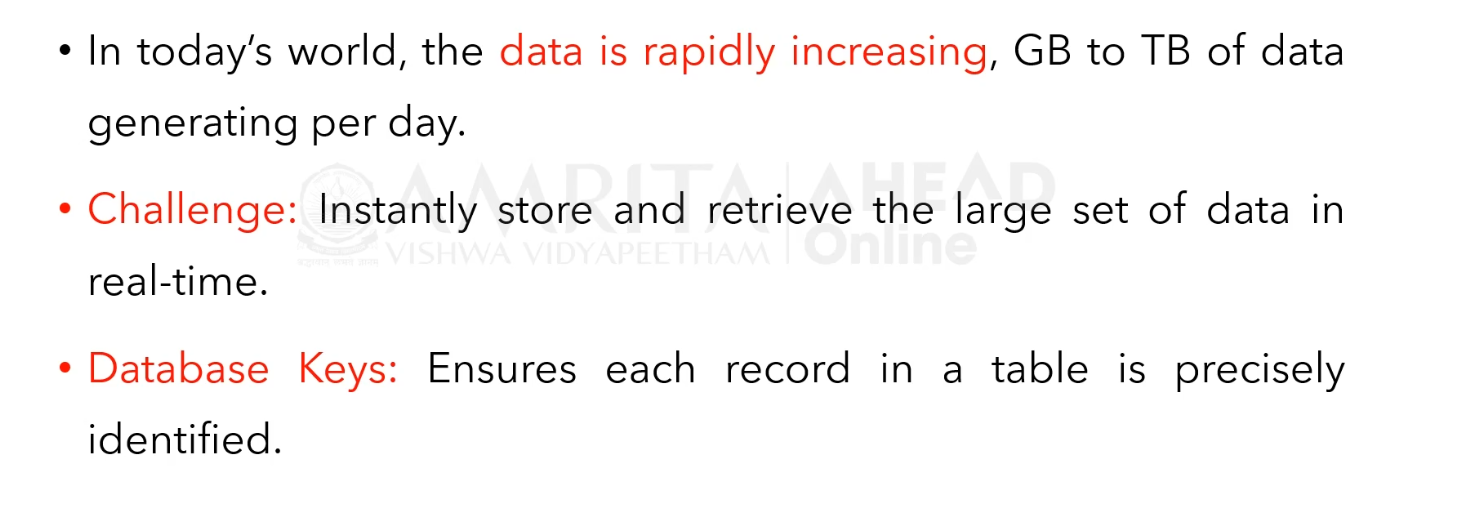 • In today's world, the data is rapidly increasing, GB to TB of data
generating per day.
• Challenge: Instantly store and retrieve the large set of data in
real-time.
• Database Keys: Ensures each record in a table is precisely
identified.
AMRITA
VISHWA VIDYAPEETHAM
AHEAD
Online